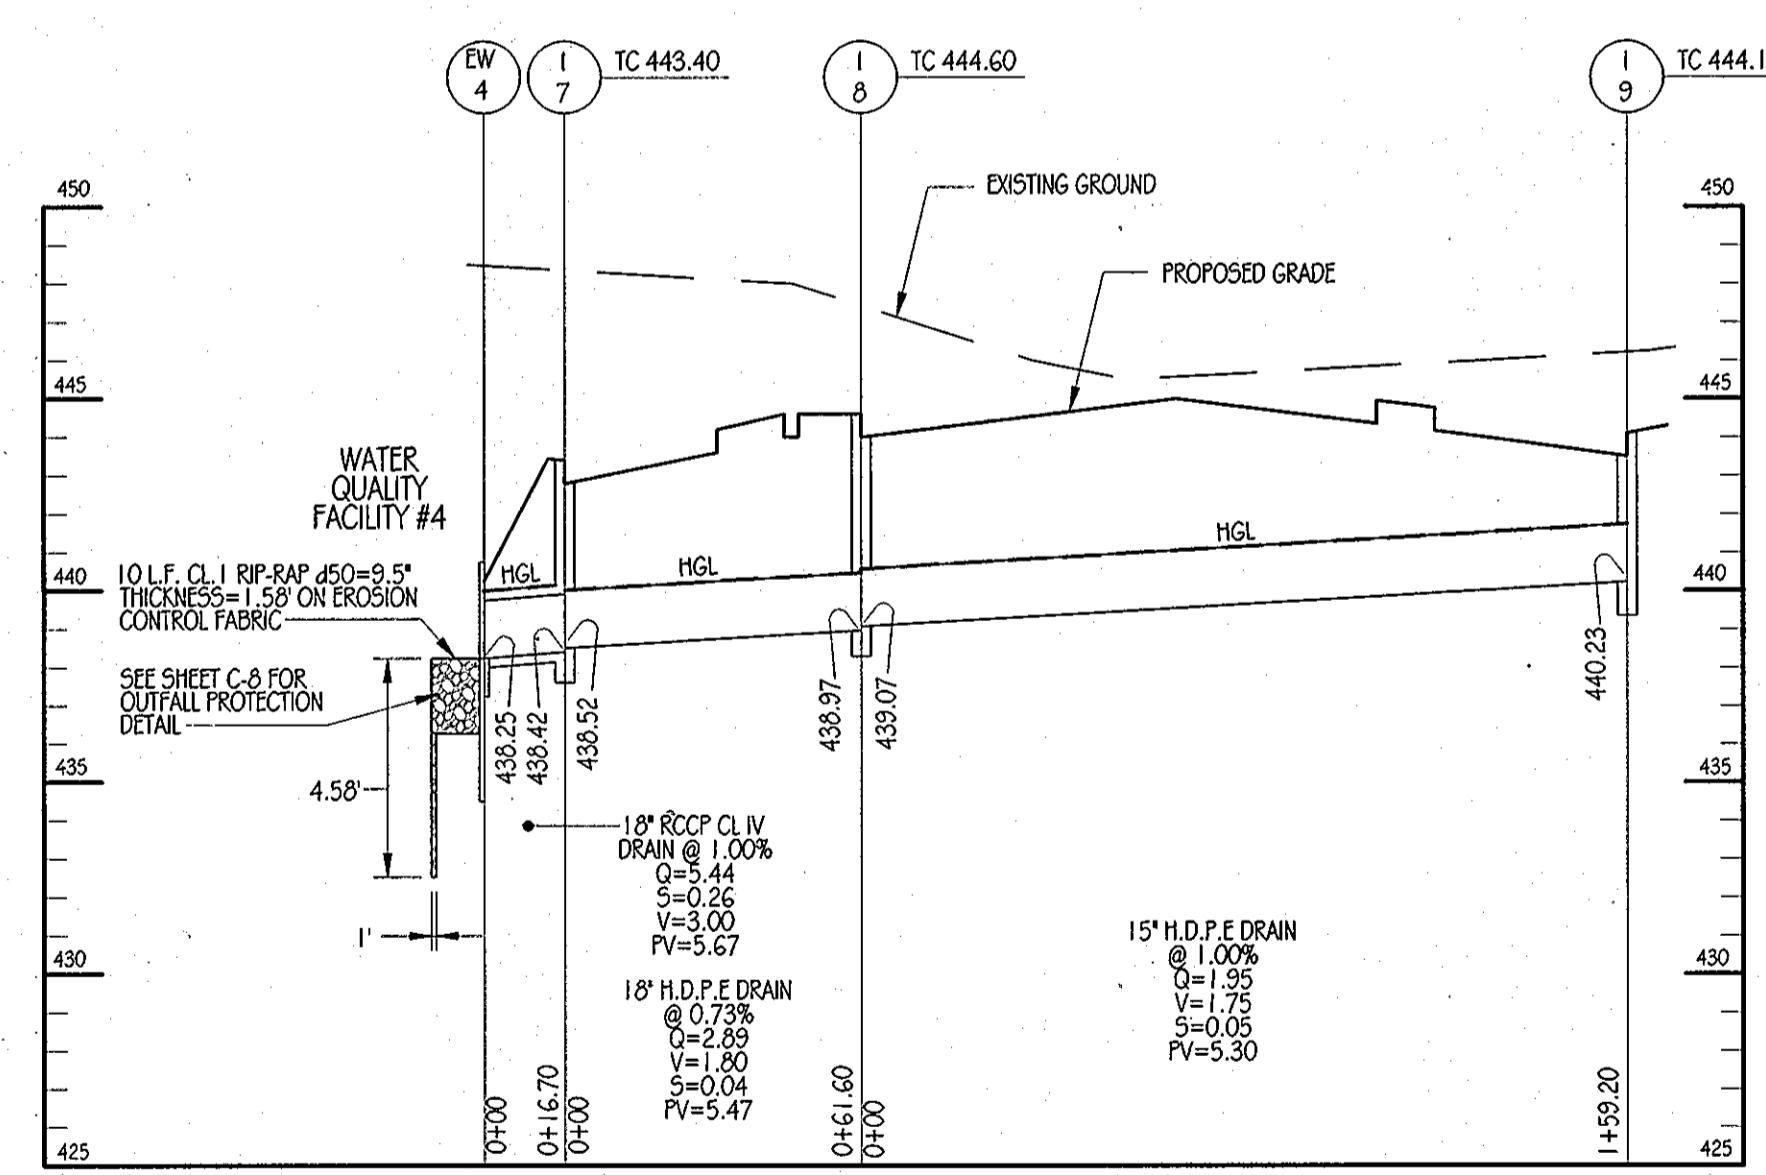 EW
4
I
7
TC 443.40
I
8
TC 444.60
I
9
TC 444.1
EXISTING GROUND
PROPOSED GRADE
450
445
440
435
430
425
450
445
440
435
430
425
WATER
QUALITY
FACILITY #4
10 L.F. CL. I RIP-RAP d50=9.5"
THICKNESS=1.58' ON EROSION
CONTROL FABRIC
SEE SHEET C-8 FOR
OUTFALL PROTECTION
DETAIL
4.58'
1'
HGL
HGL
HGL
438.25
438.42
438.52
438.97
439.07
440.23
18" RCCP CL IV
DRAIN @ 1.00%
Q=5.44
S=0.26
V=3.00
PV=5.67
18" H.D.P.E DRAIN
@ 0.73%
Q=2.89
V=1.80
S=0.04
PV=5.47
15" H.D.P.E DRAIN
@ 1.00%
Q=1.95
V=1.75
S=0.05
PV=5.30
0+00
0+16.70
0+00
0+61.60
0+00
1+59.20